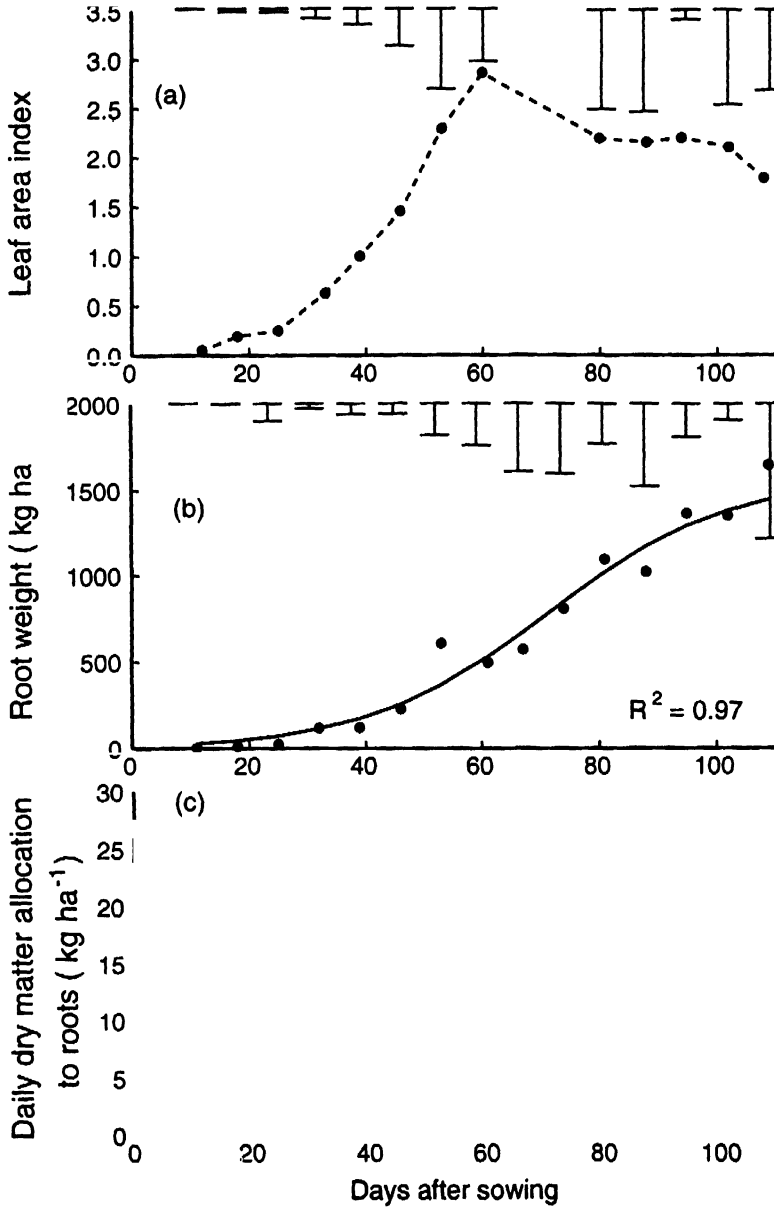 3.5
3.0
2.5
2.0
1.5
1.0
0.5
0.0
Leaf area index
(a)
20 40 60 80 100
2000
1500
1000
500
0
Root weight ( kg ha
(b)
R² = 0.97
0 20 40 60 80 100
30
25
20
15
10
5
0
Daily dry matter allocation
to roots ( kg ha⁻¹ )
(c)
0 20 40 60 80 100
Days after sowing